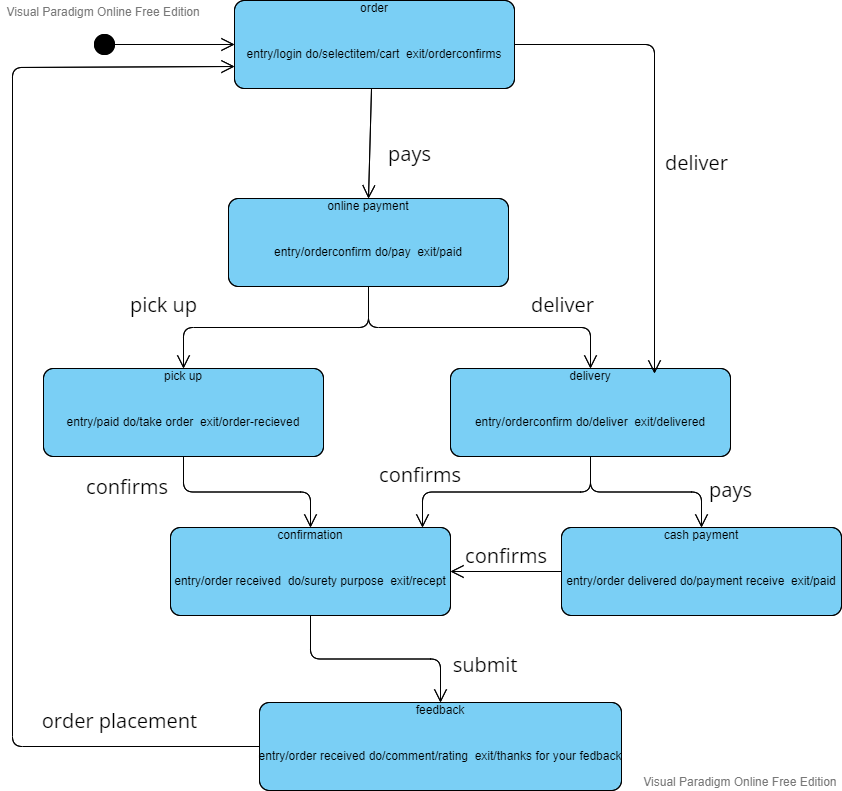 Visual Paradigm Online Free Edition
order
entry/login do/selectitem/cart exit/orderconfirms
pays
deliver
online payment
entry/orderconfirm do/pay exit/paid
pick up
deliver
pick up
entry/paid do/take order exit/order-recieved
delivery
entry/orderconfirm do/deliver exit/delivered
confirms
confirms
pays
confirmation
entry/order received do/surety purpose exit/recept
confirms
cash payment
entry/order delivered do/payment receive exit/paid
submit
order placement
feedback
entry/order received do/comment/rating exit/thanks for your fedback
Visual Paradigm Online Free Edition